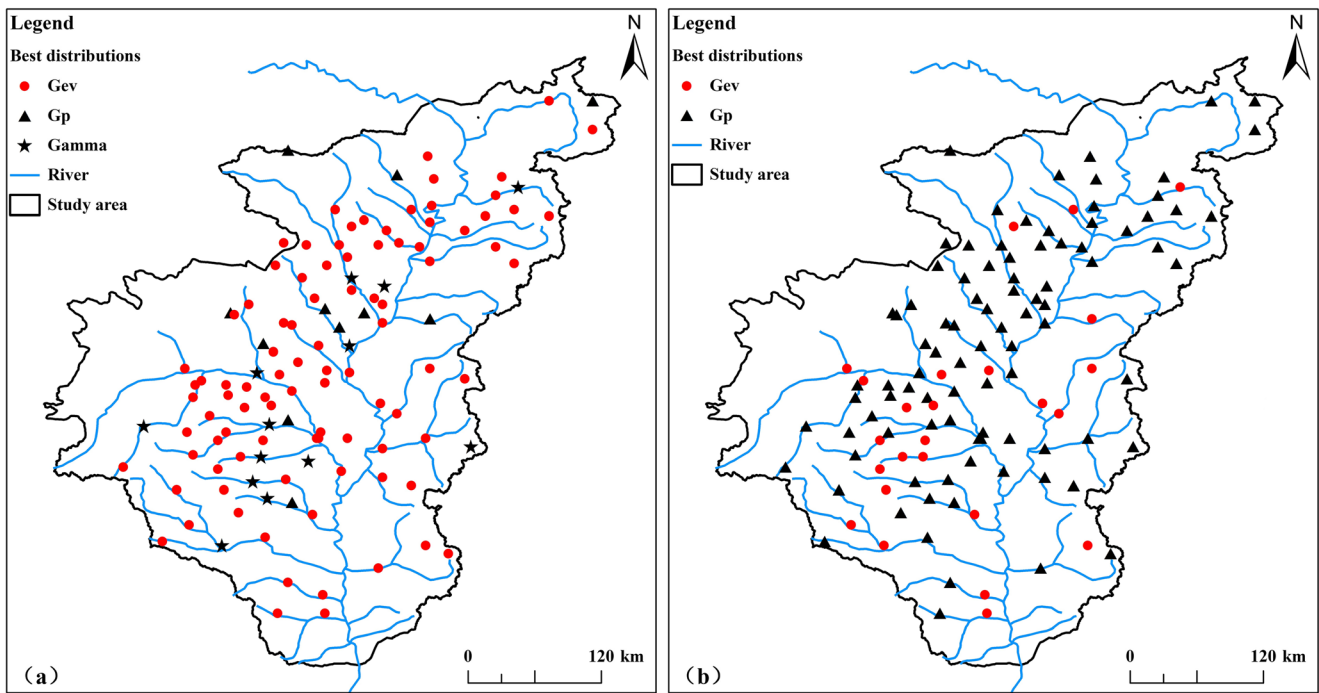 Legend
Best distributions
Gev
Gp
Gamma
River
Study area
N
(a)
0 120 km
Legend
Best distributions
Gev
Gp
River
Study area
N
(b)
0 120 km